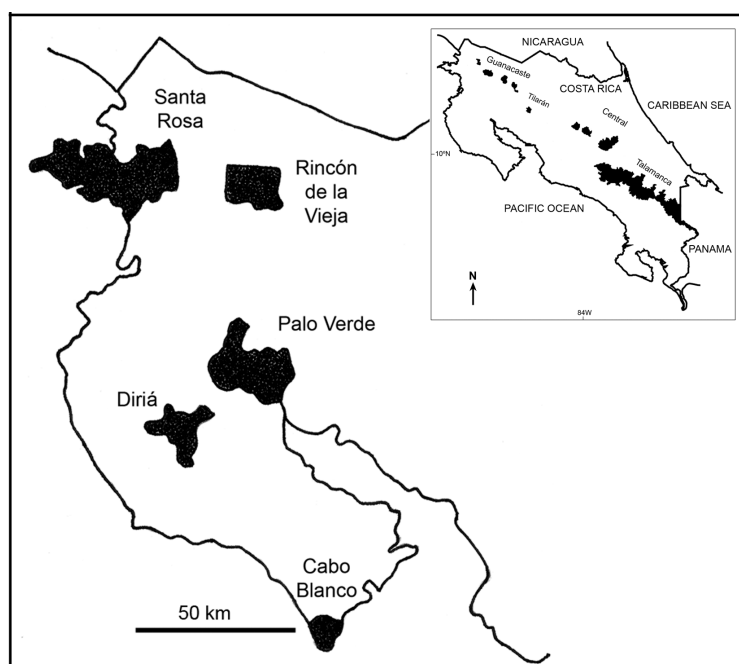 Santa
Rosa
Rincón
de la
Vieja
Palo Verde
Diriá
Cabo
Blanco
50 km
NICARAGUA
Guanacaste
COSTA RICA
CARIBBEAN SEA
Tilarán
Central
10°N
Talamanca
PACIFIC OCEAN
PANAMA
N
84W